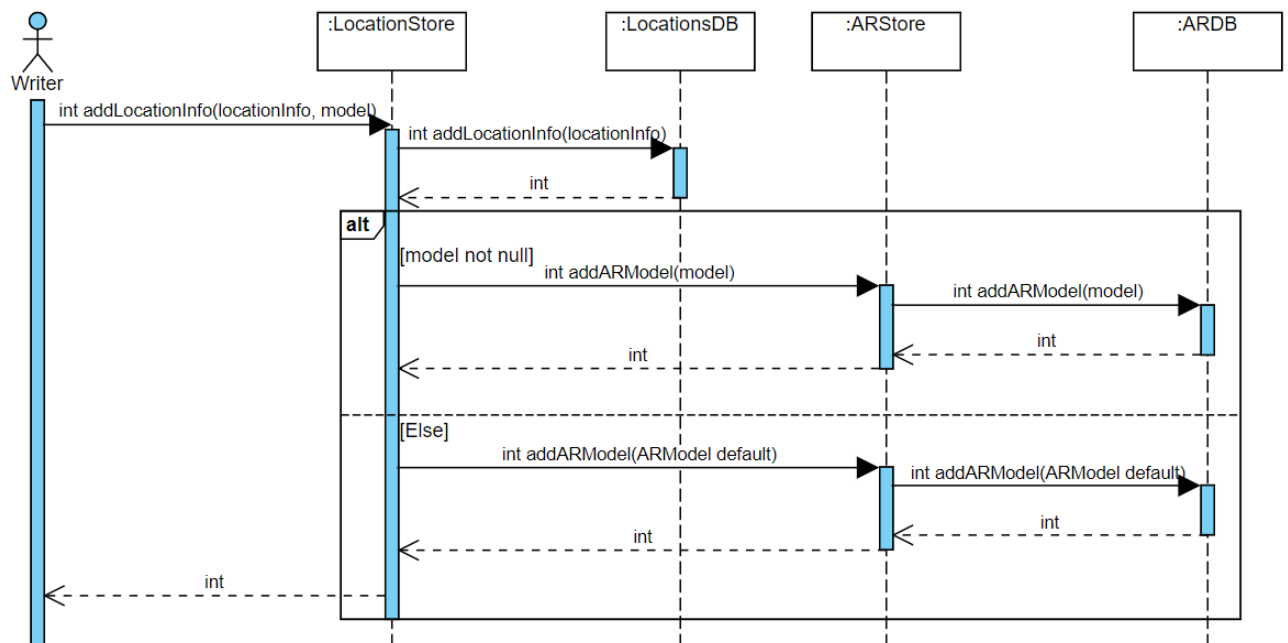 :LocationStore
:LocationsDB
:ARStore
:ARDB
Writer
int addLocationInfo(locationInfo, model)
int addLocationInfo(locationInfo)
int
alt
[model not null]
int addARModel(model)
int addARModel(model)
int
int
[Else]
int addARModel(ARModel default)
int addARModel(ARModel default)
int
int
int